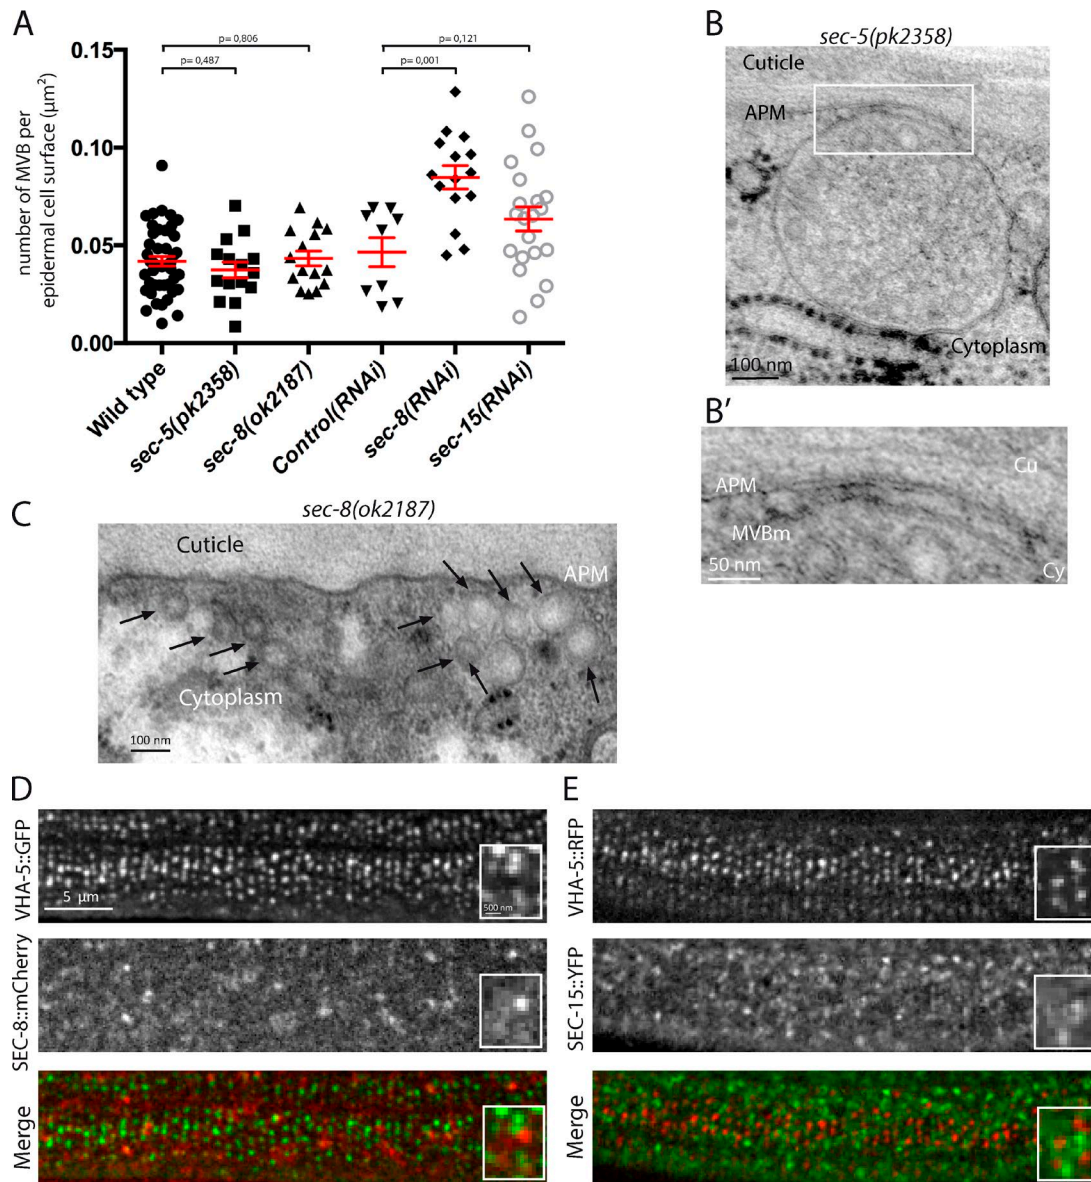 A
number of MVB per
epidermal cell surface (µm²)
0.15
0.10
0.05
0.00
p= 0,806
p= 0,487
p= 0,121
p= 0,001
Wild type
sec-5(pk2358)
sec-8(ok2187)
Control(RNAi)
sec-8(RNAi)
sec-15(RNAi)
B
sec-5(pk2358)
Cuticle
APM
Cytoplasm
100 nm
B'
Cu
APM
MVBm
50 nm
Cy
C
sec-8(ok2187)
Cuticle
APM
Cytoplasm
100 nm
D
VHA-5::GFP
5 µm
500 nm
SEC-8::mCherry
Merge
E
VHA-5::RFP
SEC-15::YFP
Merge